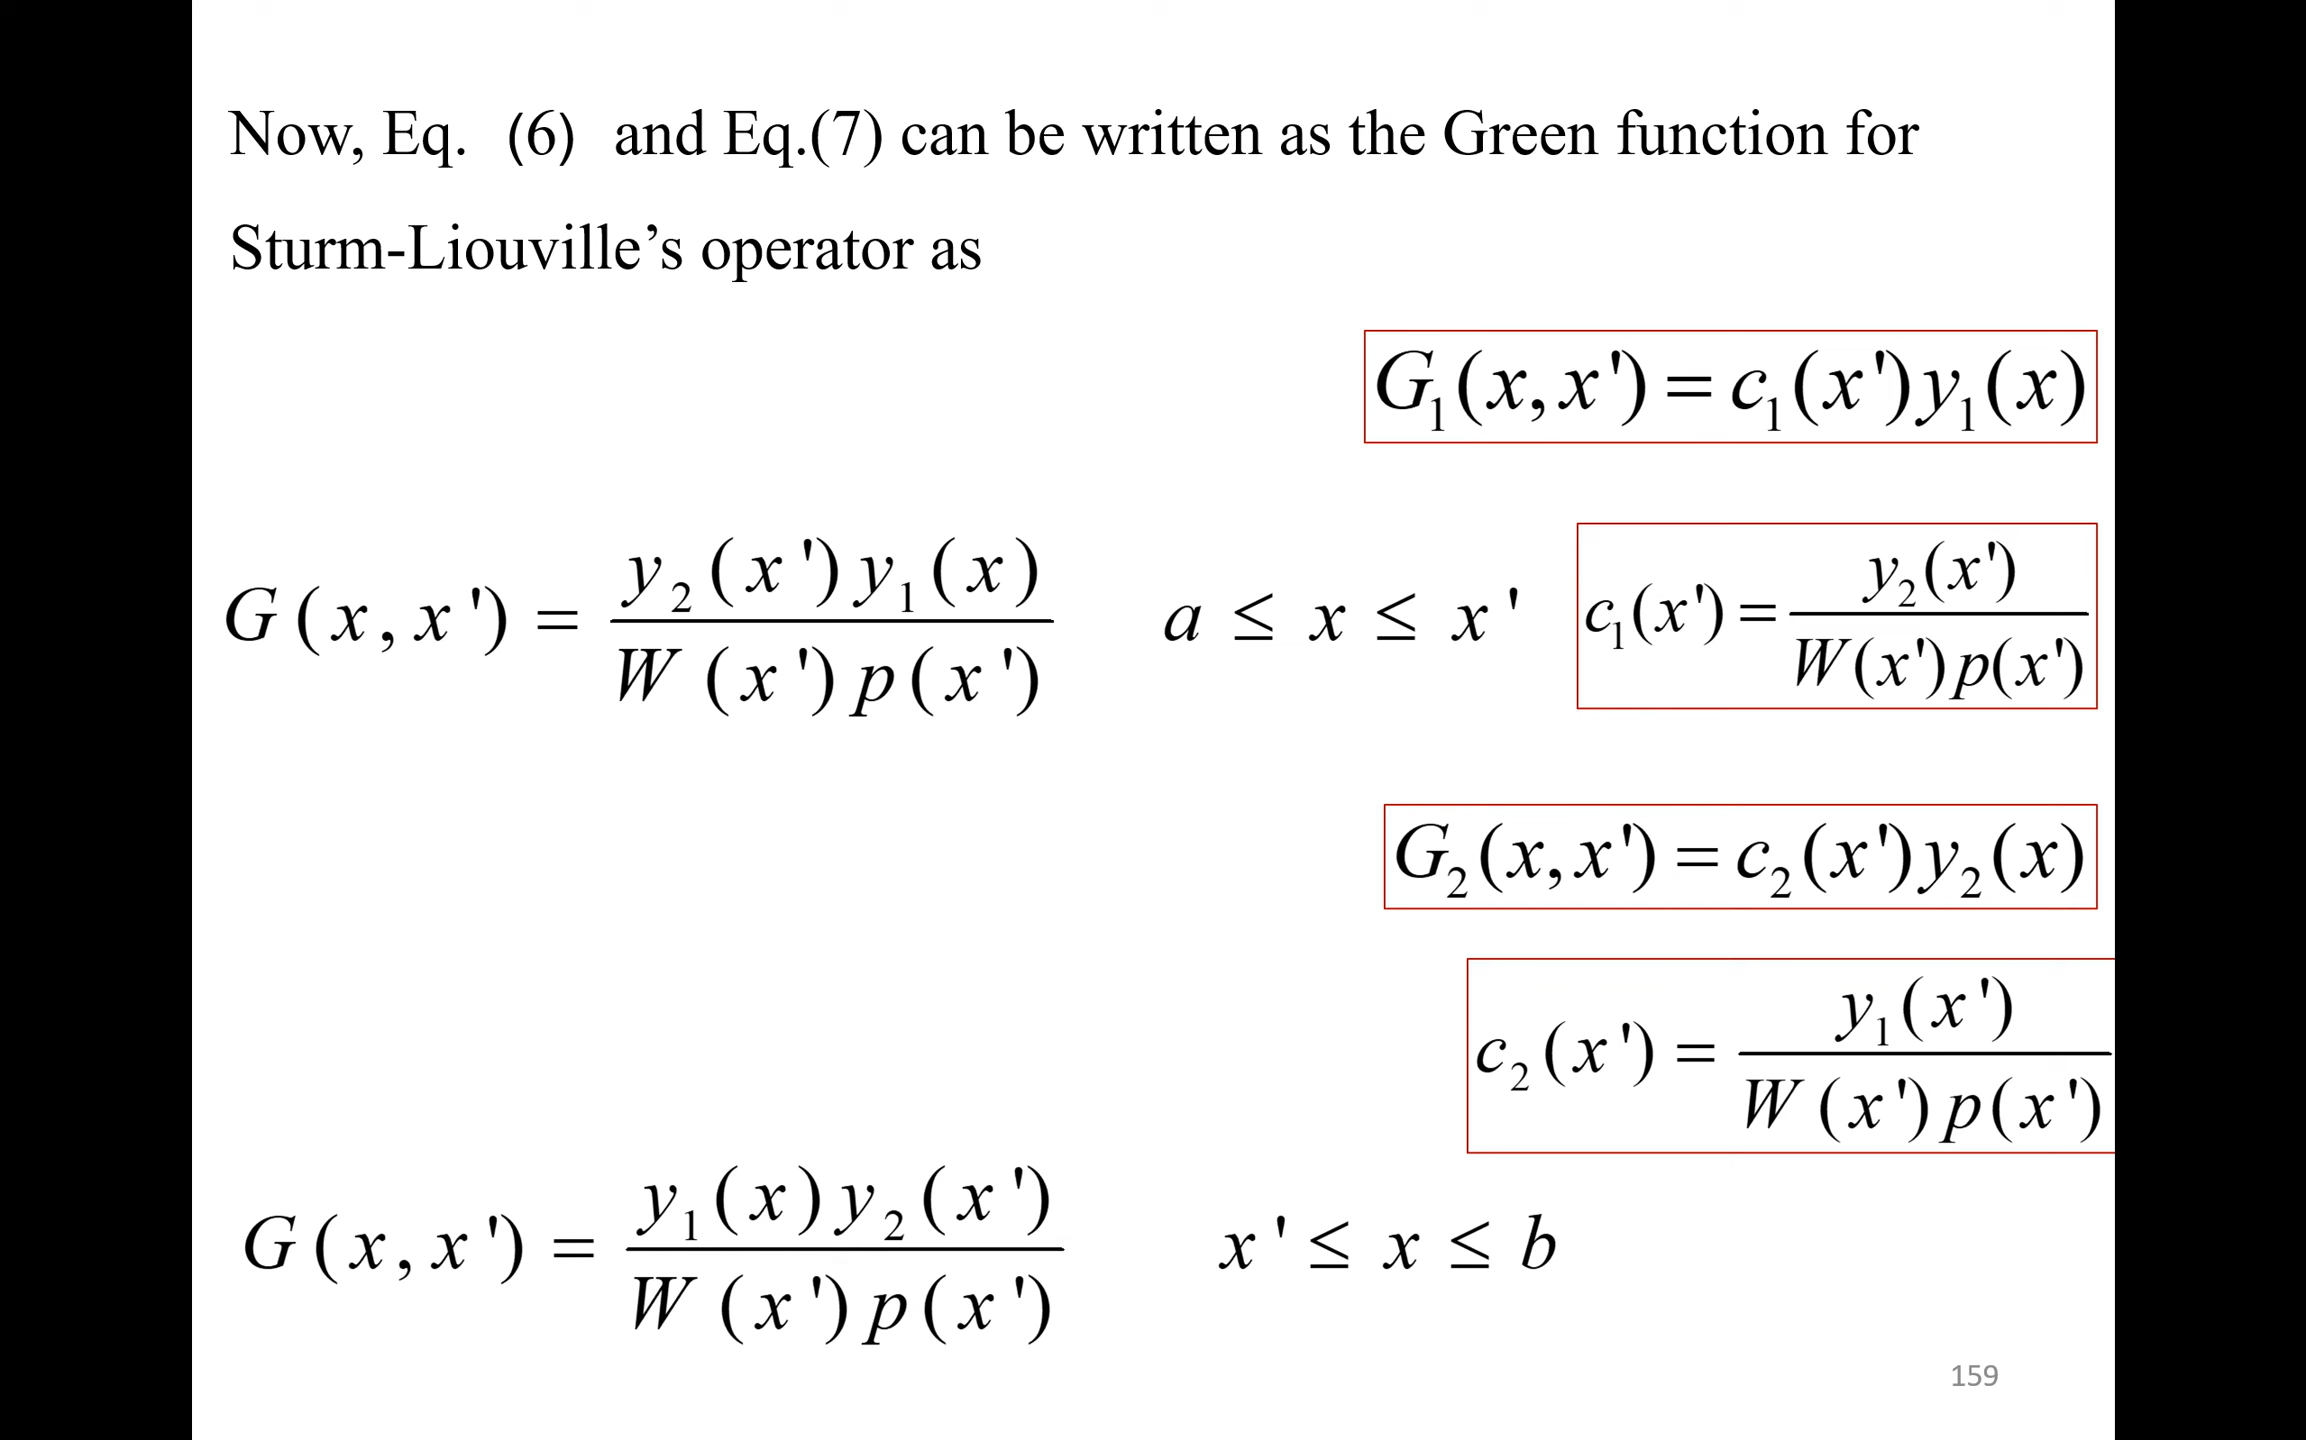 Now, Eq. (6) and Eq.(7) can be written as the Green function for
Sturm-Liouville’s operator as
G₁(x,x') = c₁(x')y₁(x)
G(x,x') = y₂(x')y₁(x) / W(x')p(x')    a ≤ x ≤ x'    c₁(x') = y₂(x') / W(x')p(x')
G₂(x,x') = c₂(x')y₂(x)
c₂(x') = y₁(x') / W(x')p(x')
G(x,x') = y₁(x)y₂(x') / W(x')p(x')    x' ≤ x ≤ b
159